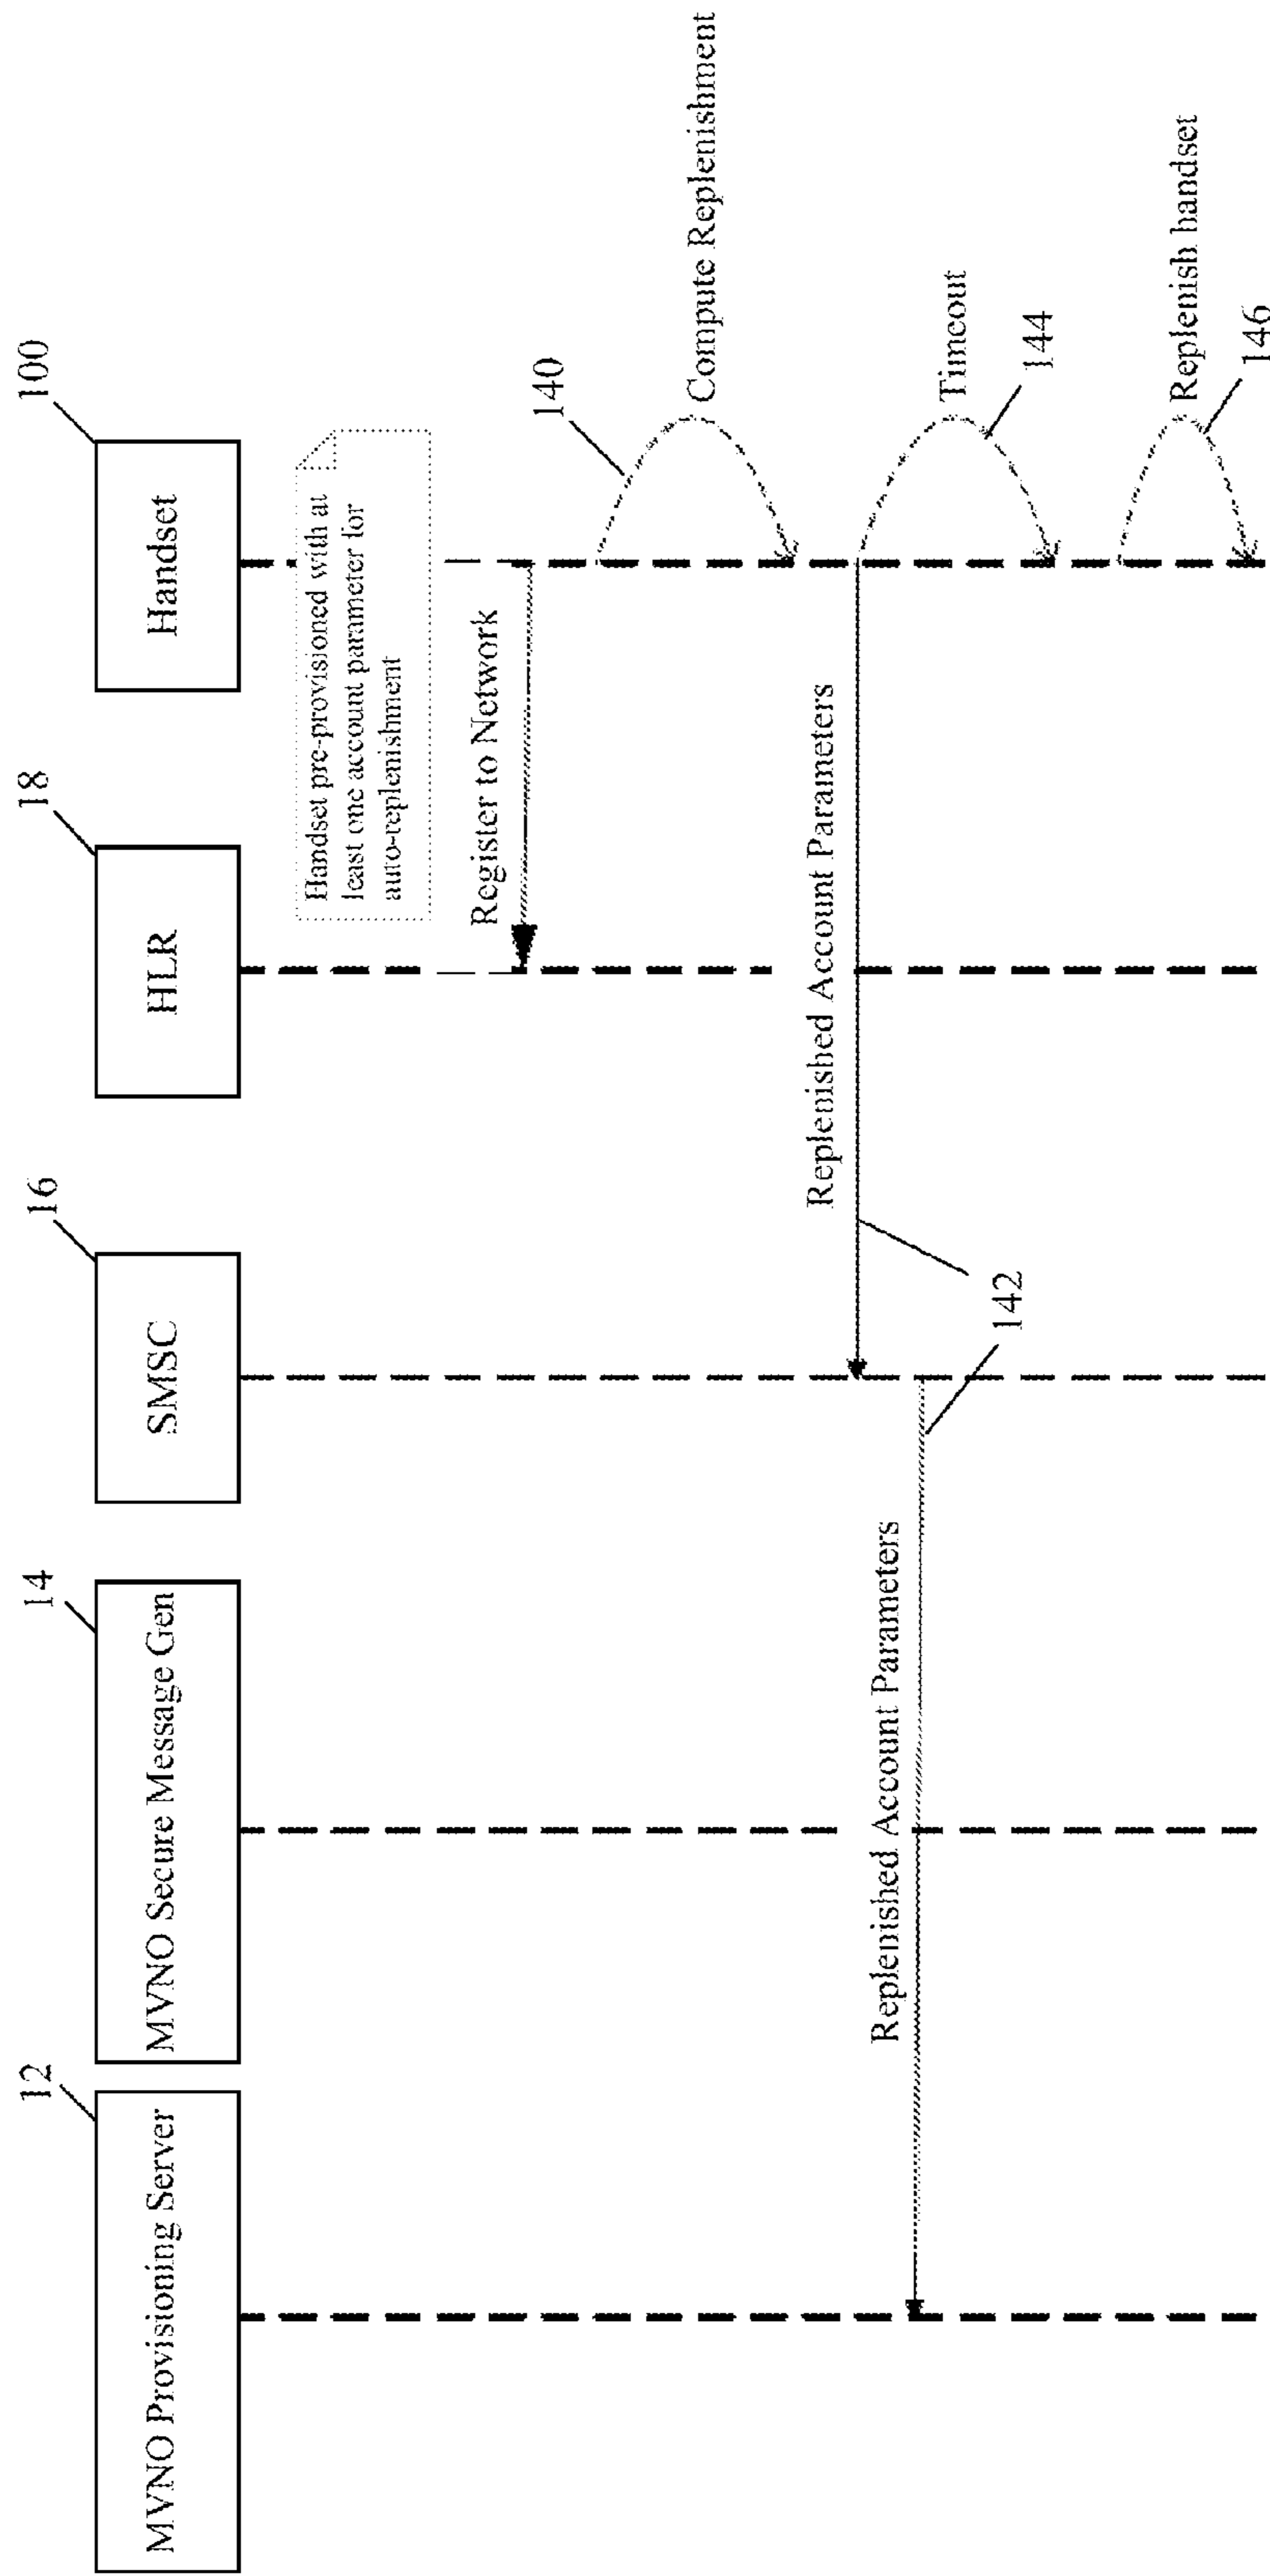 12
14
16
18
100
MVNO Provisioning Server
MVNO Secure Message Gen
SMSC
HLR
Handset
Handset pre-provisioned with at
least one account parameter for
auto-replenishment
Register to Network
140
Compute Replenishment
Replenished Account Parameters
142
Replenished Account Parameters
Timeout
144
Replenish handset
146